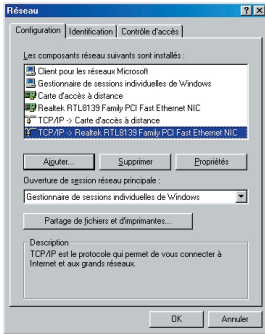 Réseau
Configuration Identification Contrôle d'accès
Les composants réseau suivants sont installés :
Client pour les réseaux Microsoft
Gestionnaire de sessions individuelles de Windows
Carte d'accès à distance
Realtek RTL8139 Family PCI Fast Ethernet NIC
TCP/IP -> Carte d'accès à distance
TCP/IP -> Realtek RTL8139 Family PCI Fast Ethernet NIC
Ajouter... Supprimer Propriétés
Ouverture de session réseau principale :
Gestionnaire de sessions individuelles de Windows
Partage de fichiers et d'imprimantes...
Description
TCP/IP est le protocole qui permet de vous connecter à
Internet et aux grands réseaux.
OK Annuler